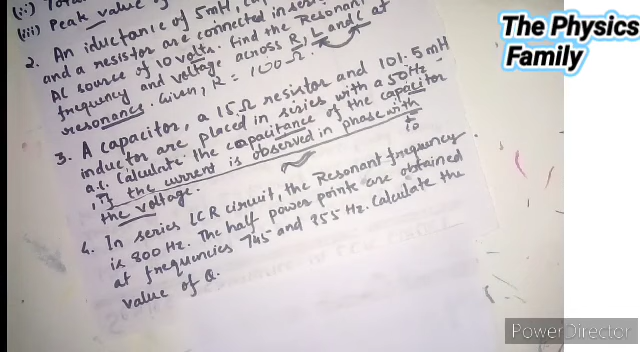 (iii) Peak value
2. An iductance of 5mH,
and a resistor are connected in
AC source of 10 volts. Find the Resonant
frequency and voltage across R, L and C at
resonance. Given, R = 100Ω.
3. A capacitor, a 15Ω resistor and 101.5 mH
inductor are placed in series with a 50Hz
a.c. Calculate the capacitance of the capacitor
, If the current is observed in phase with
the voltage.
4. In series LCR circuit, the Resonant frequency
is 800 Hz. The half power points are obtained
at frequencies 745 and 855 Hz. Calculate the
value of Q.
The Physics
Family
PowerDirector